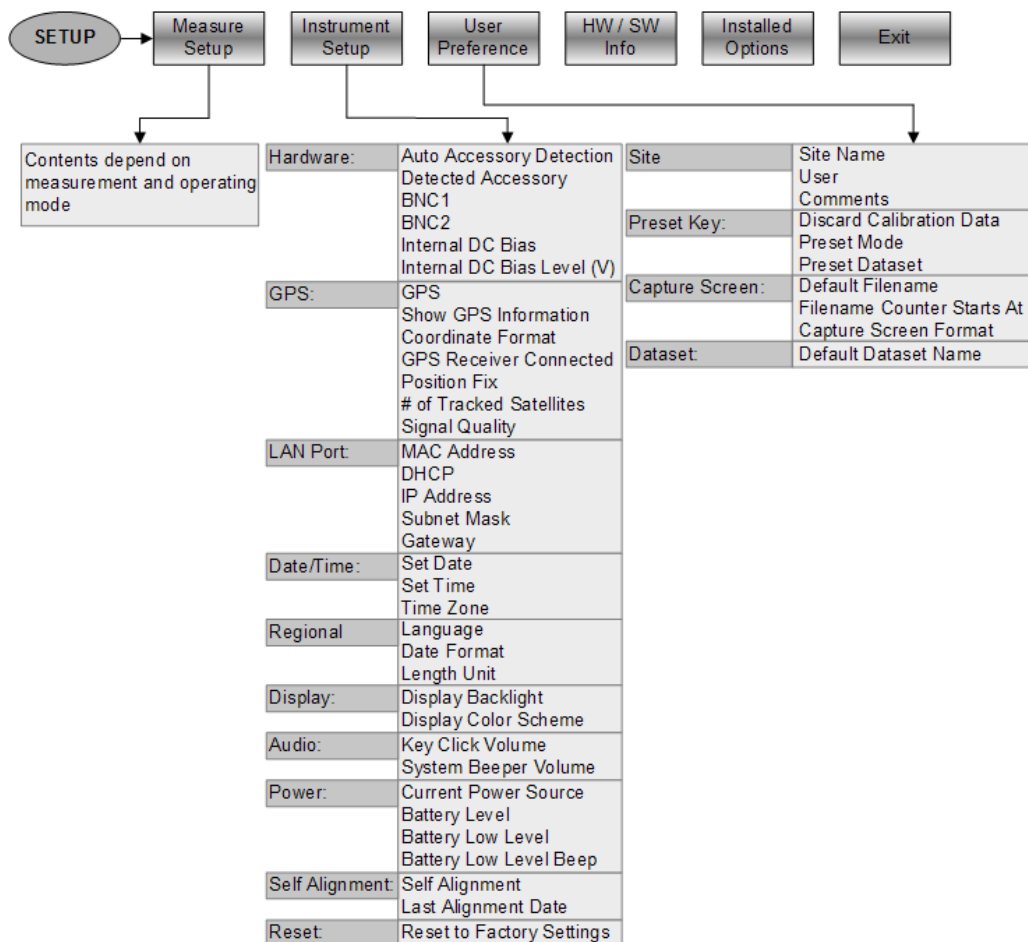 SETUP
Measure
Setup
Instrument
Setup
User
Preference
HW / SW
Info
Installed
Options
Exit
Contents depend on
measurement and operating
mode
Hardware:
Auto Accessory Detection
Detected Accessory
BNC1
BNC2
Internal DC Bias
Internal DC Bias Level (V)
GPS:
GPS
Show GPS Information
Coordinate Format
GPS Receiver Connected
Position Fix
# of Tracked Satellites
Signal Quality
LAN Port:
MAC Address
DHCP
IP Address
Subnet Mask
Gateway
Date/Time:
Set Date
Set Time
Time Zone
Regional
Language
Date Format
Length Unit
Display:
Display Backlight
Display Color Scheme
Audio:
Key Click Volume
System Beeper Volume
Power:
Current Power Source
Battery Level
Battery Low Level
Battery Low Level Beep
Self Alignment:
Self Alignment
Last Alignment Date
Reset:
Reset to Factory Settings
Site
Site Name
User
Comments
Preset Key:
Discard Calibration Data
Preset Mode
Preset Dataset
Capture Screen:
Default Filename
Filename Counter Starts At
Capture Screen Format
Dataset:
Default Dataset Name